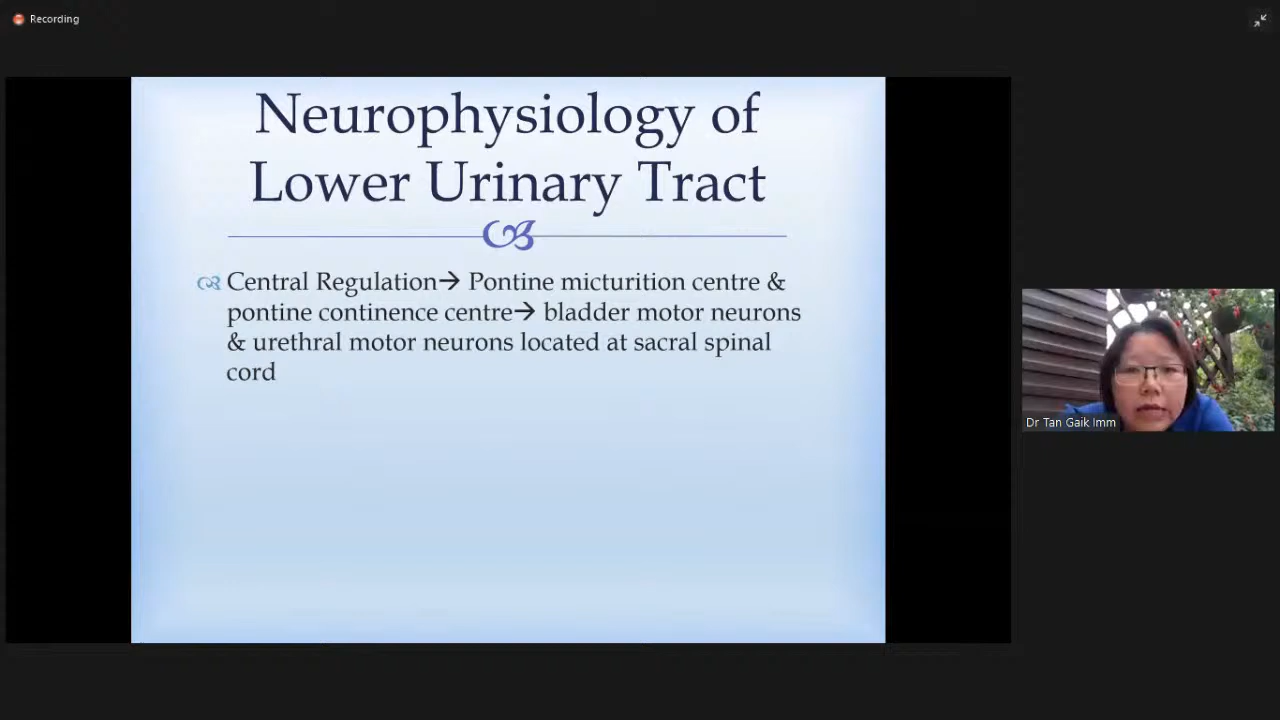 Recording
Neurophysiology of
Lower Urinary Tract
Central Regulation→ Pontine micturition centre &
pontine continence centre→ bladder motor neurons
& urethral motor neurons located at sacral spinal
cord
Dr Tan Gaik Imm